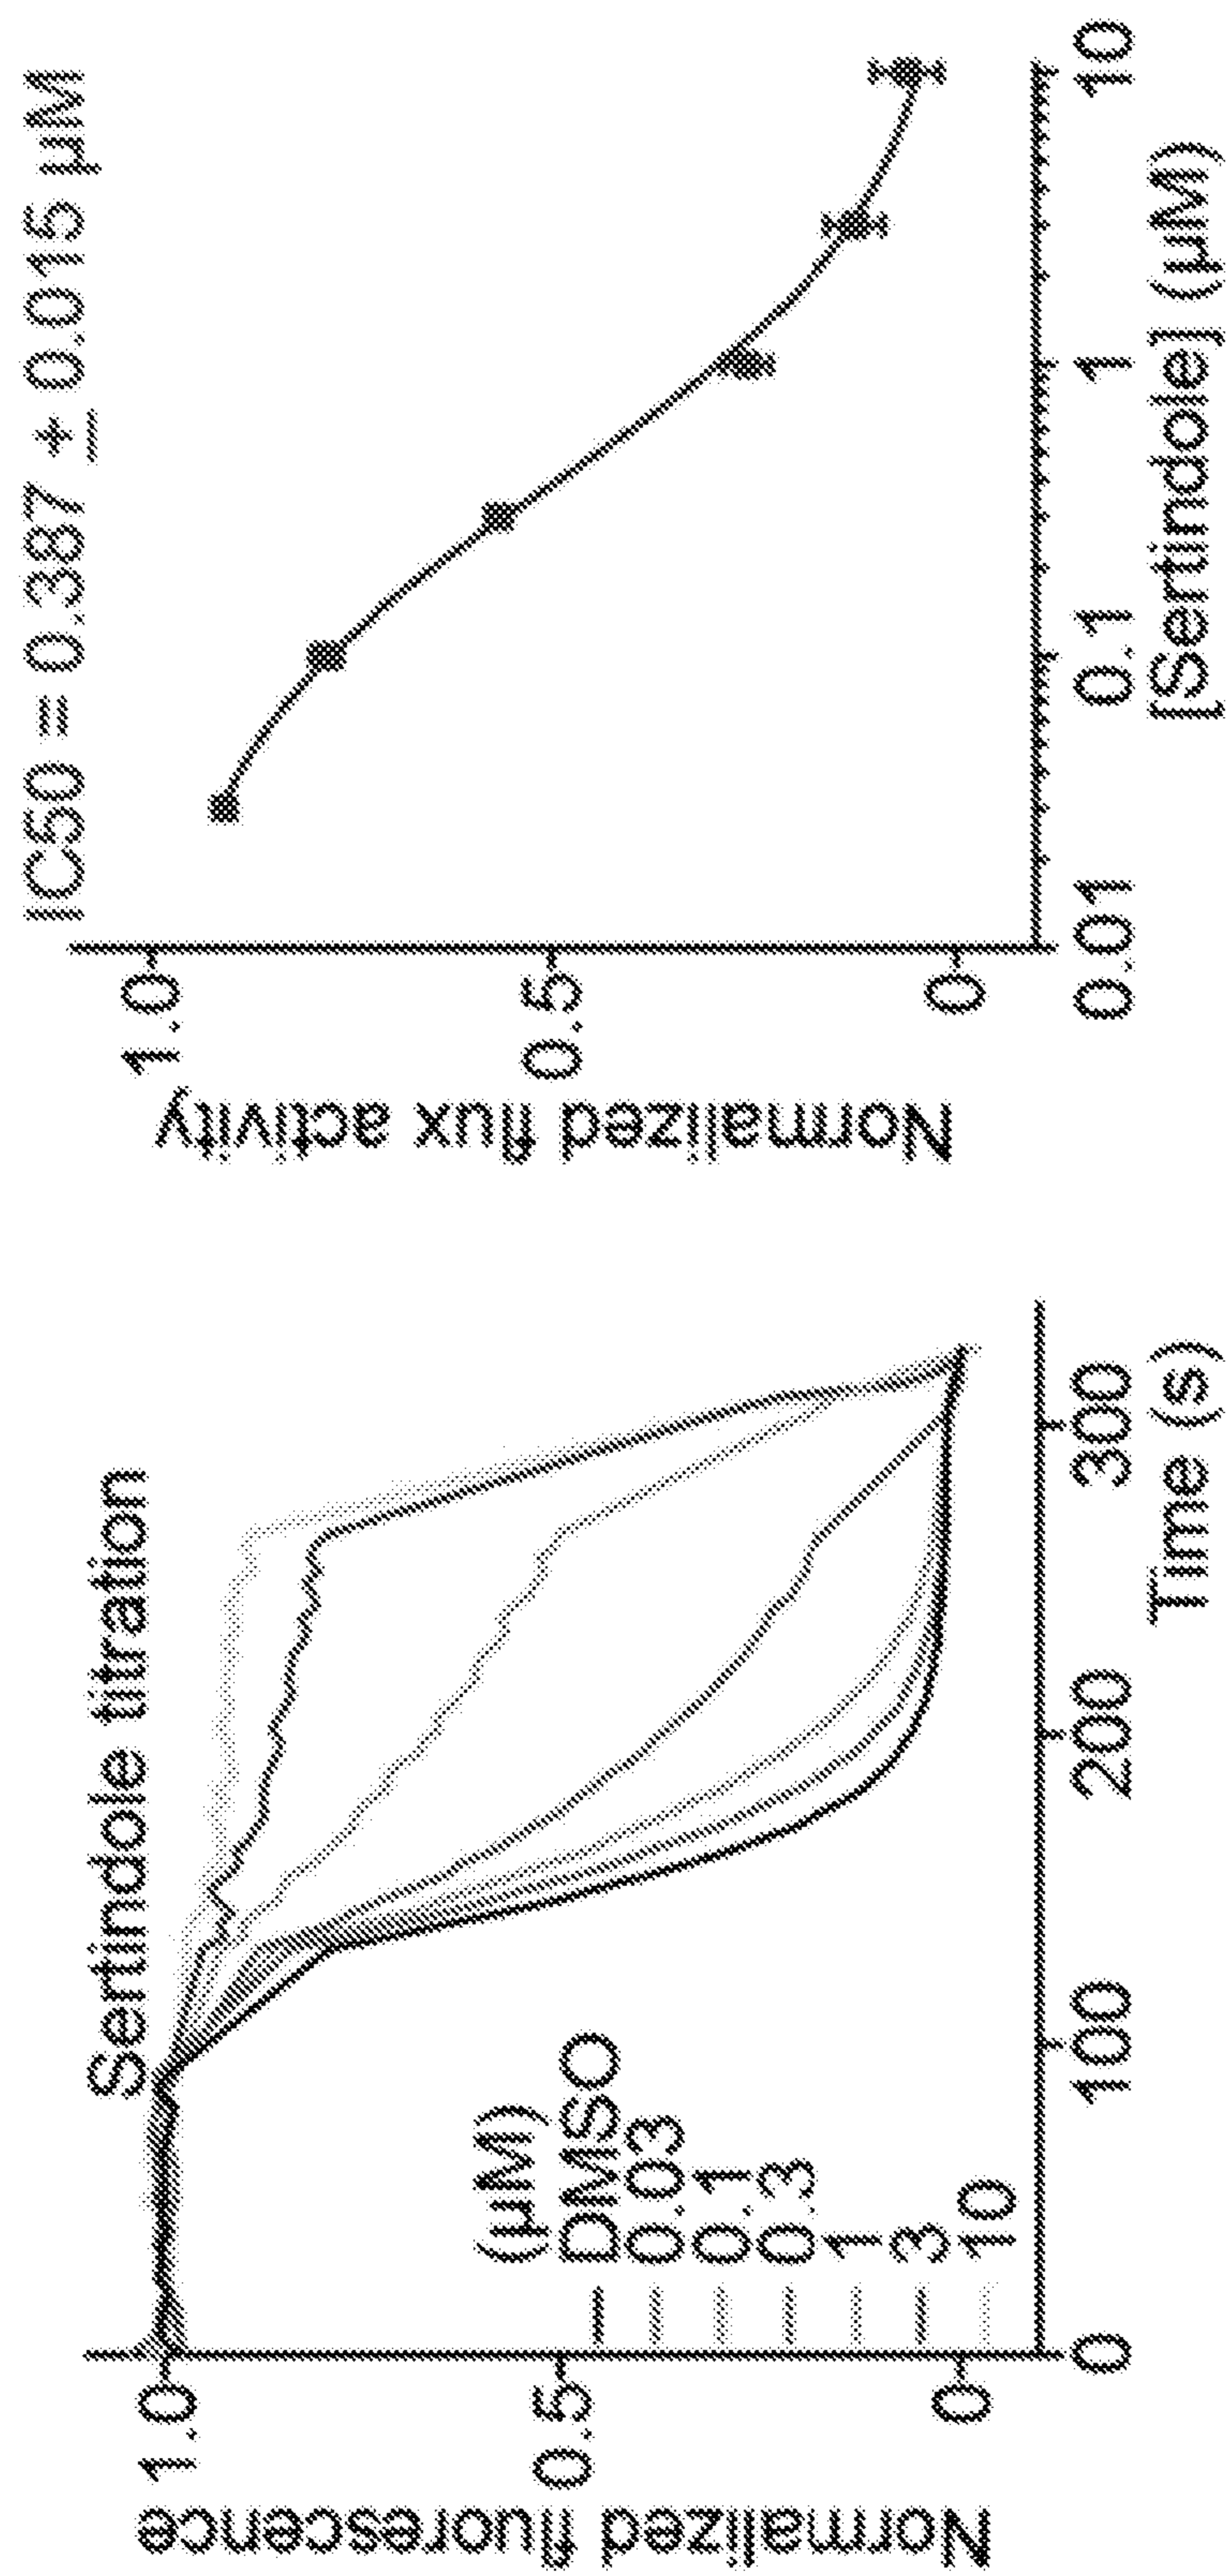 Sertindole titration
Normalized fluorescence
1.0
0.5
0
(µM)
DMSO
0.03
0.1
0.3
1
3
10
0
100
200
300
Time (s)
IC50 = 0.387 ± 0.015 µM
Normalized flux activity
1.0
0.5
0
0.01
0.1
1
10
[Sertindole] (µM)